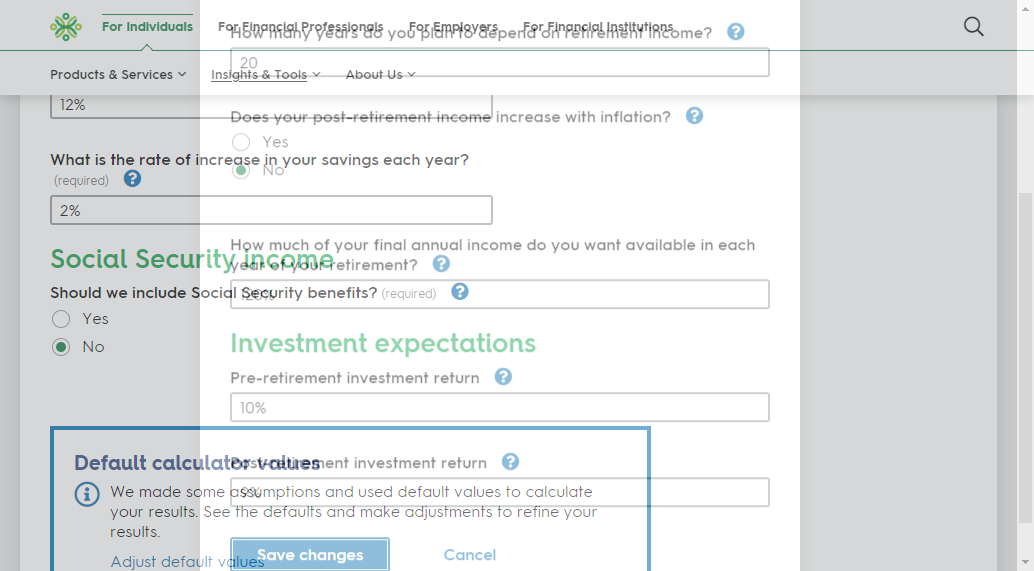 For Individuals For Financial Professionals For Employers For Financial Institutions
How many years do you plan to depend on retirement income?
20
Products & Services Insights & Tools About Us
12%
Does your post-retirement income increase with inflation?
Yes
No
What is the rate of increase in your savings each year?
(required)
2%
How much of your final annual income do you want available in each
year of your retirement?
Social Security income
Should we include Social Security benefits? (required)
Yes
No
Investment expectations
Pre-retirement investment return
10%
Default calculator values
Post-retirement investment return
We made some assumptions and used default values to calculate
your results. See the defaults and make adjustments to refine your
results.
Adjust default values
Save changes Cancel